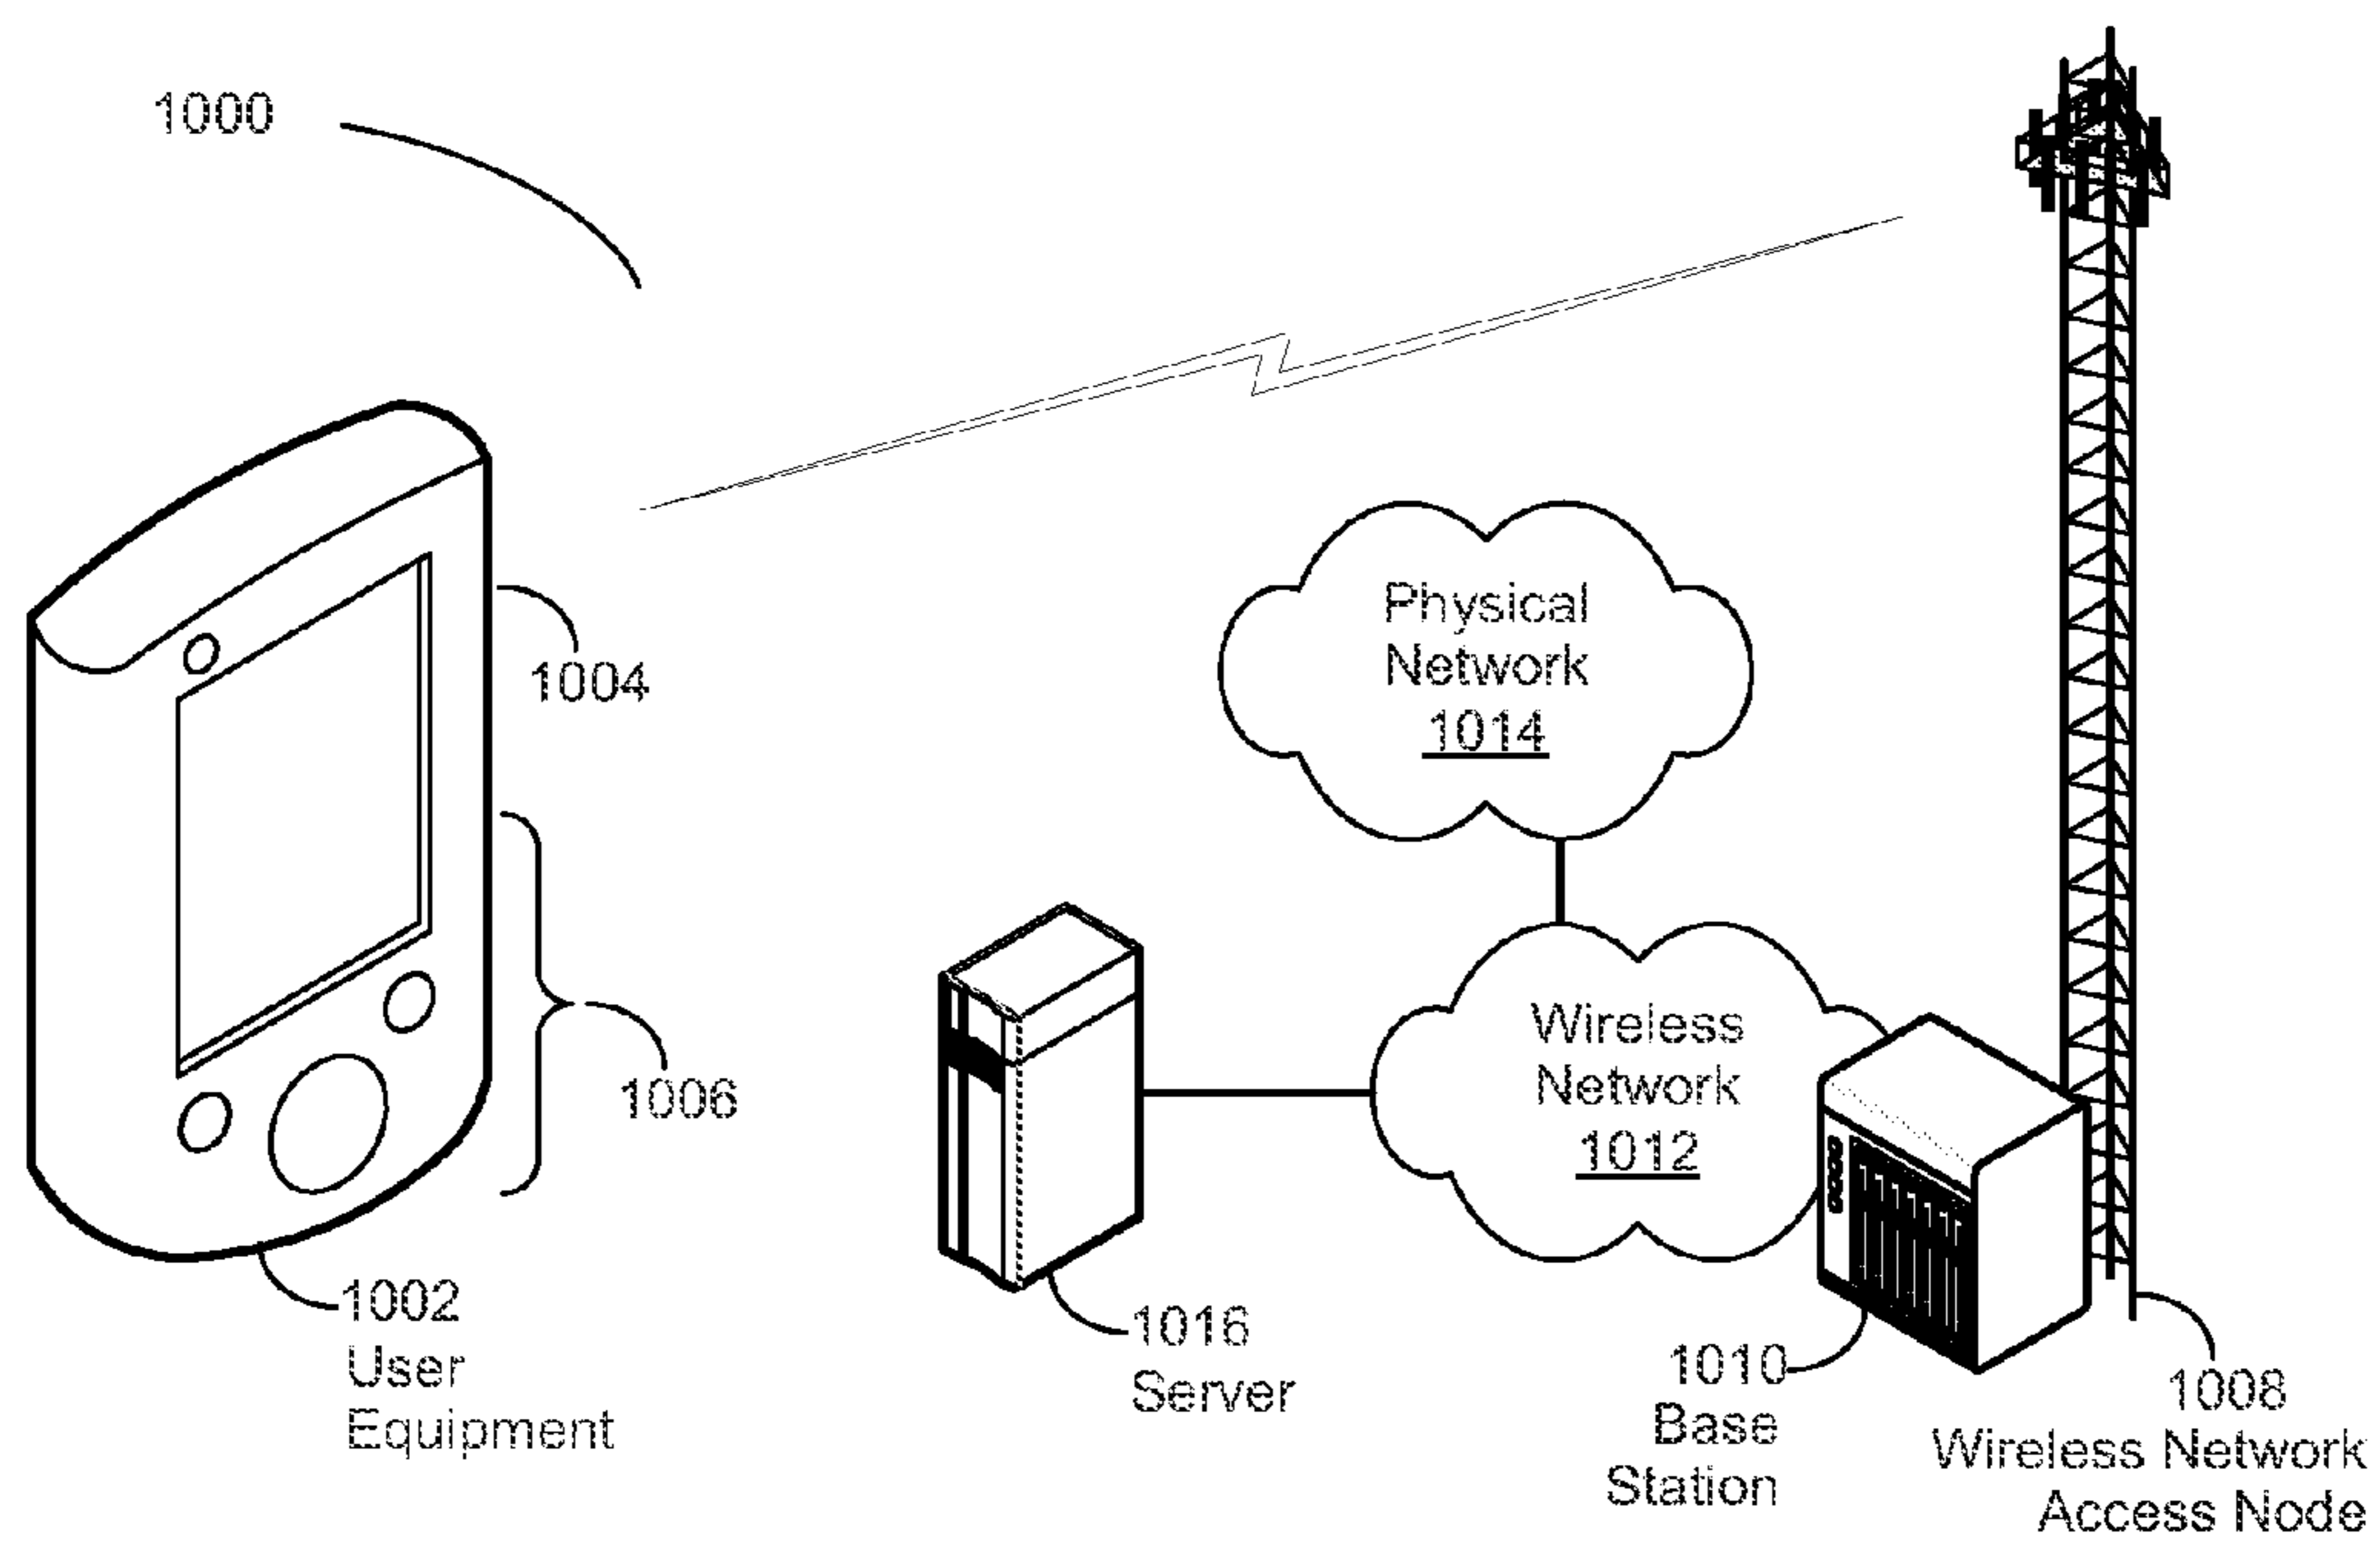 1000
1004
Physical
Network
1014
1006
Wireless
Network
1012
1002
User
Equipment
1016
Server
1010
Base
Station
1008
Wireless Network
Access Node